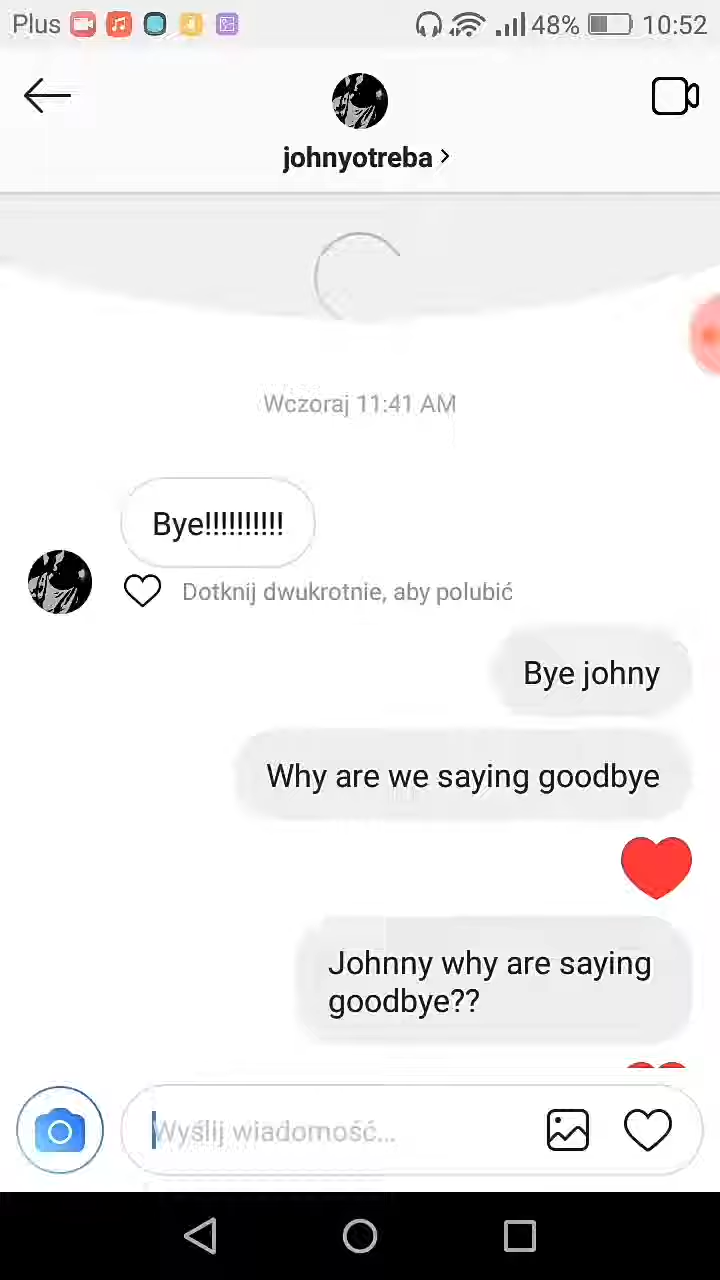 Plus 48% 10:52
johnyotreba
Wczoraj 11:41 AM
Bye!!!!!!!!!!
Dotknij dwukrotnie, aby polubić
Bye johny
Why are we saying goodbye
Johnny why are saying
goodbye??
Wyślij wiadomość...